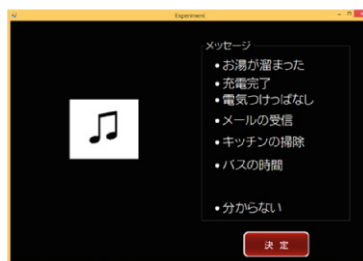 Experiment
メッセージ
•お湯が溜まった
•充電完了
•電気つけっぱなし
•メールの受信
•キッチンの掃除
•バスの時間
•分からない
決 定